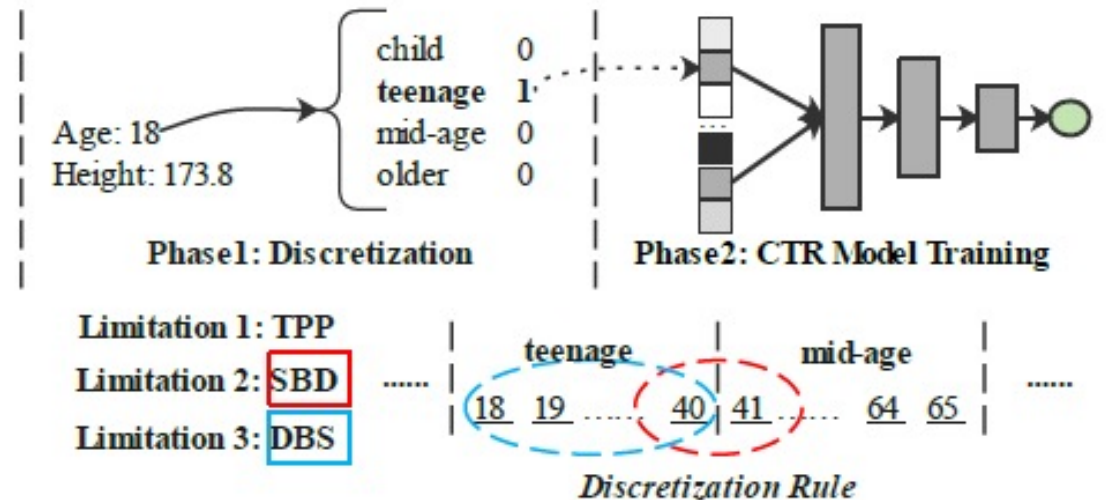 child 0
teenage 1
Age: 18
mid-age 0
Height: 173.8
older 0
Phase1: Discretization
Phase2: CTR Model Training
Limitation 1: TPP
Limitation 2: SBD
Limitation 3: DBS
......
teenage
mid-age
18 19 ...... 40 41 ...... 64 65
......
Discretization Rule